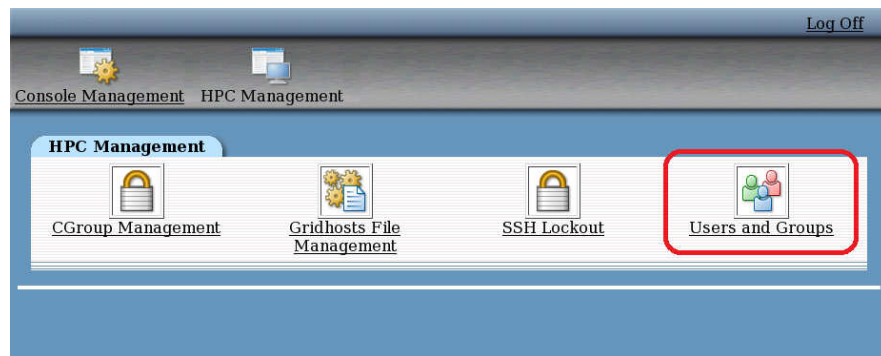 Log Off
Console Management HPC Management
HPC Management
CGroup Management
Gridhosts File
Management
SSH Lockout
Users and Groups